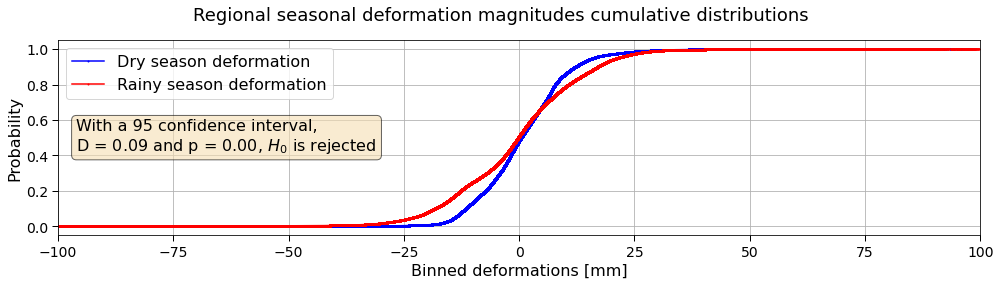 Regional seasonal deformation magnitudes cumulative distributions
Probability
1.0
0.8
0.6
0.4
0.2
0.0
Dry season deformation
Rainy season deformation
With a 95 confidence interval,
D = 0.09 and p = 0.00, H₀ is rejected
−100 −75 −50 −25 0 25 50 75 100
Binned deformations [mm]